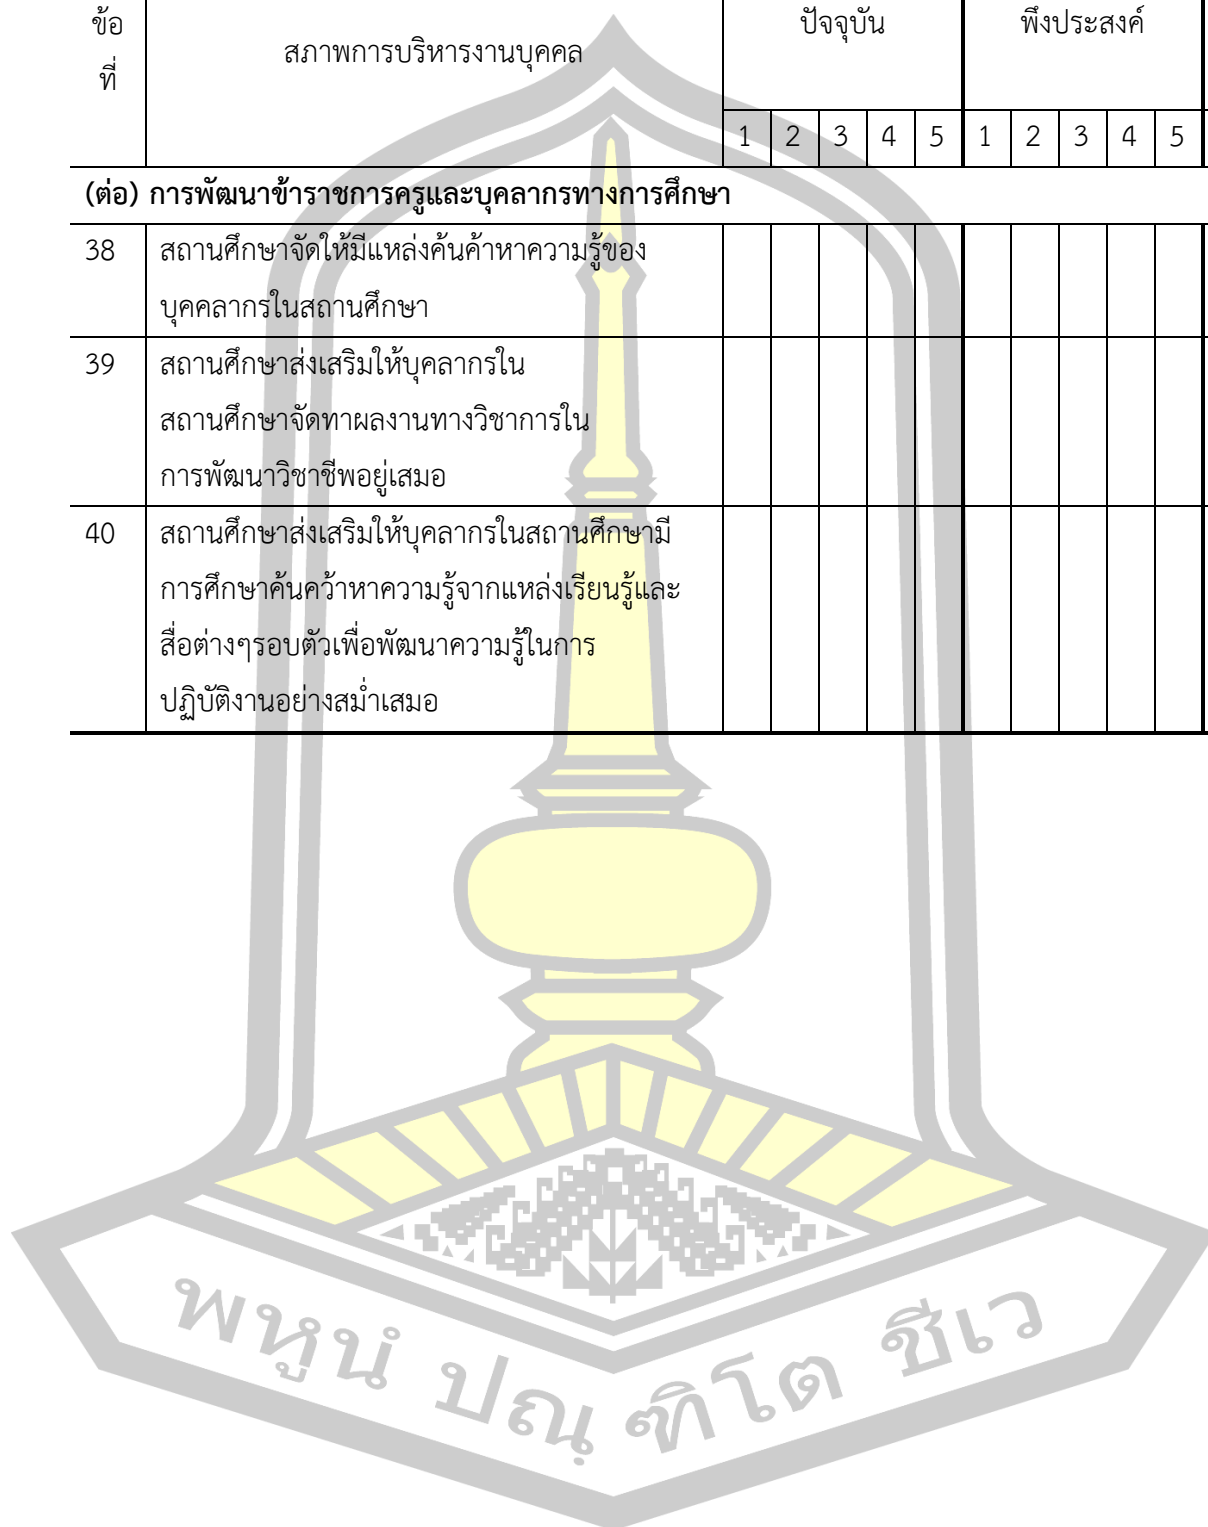 ข้อ
ที่
สภาพการบริหารงานบุคคล
ปัจจุบัน
พึงประสงค์
1 2 3 4 5 1 2 3 4 5
(ต่อ) การพัฒนาข้าราชการครูและบุคลากรทางการศึกษา
38 สถานศึกษาจัดให้มีแหล่งค้นค้าหาความรู้ของ
บุคคลากรในสถานศึกษา
39 สถานศึกษาส่งเสริมให้บุคลากรใน
สถานศึกษาจัดทาผลงานทางวิชาการใน
การพัฒนาวิชาชีพอยู่เสมอ
40 สถานศึกษาส่งเสริมให้บุคลากรในสถานศึกษามี
การศึกษาค้นคว้าหาความรู้จากแหล่งเรียนรู้และ
สื่อต่างๆรอบตัวเพื่อพัฒนาความรู้ในการ
ปฏิบัติงานอย่างสม่ำเสมอ
พหูนํ ปณฺฑิโต ชีเว